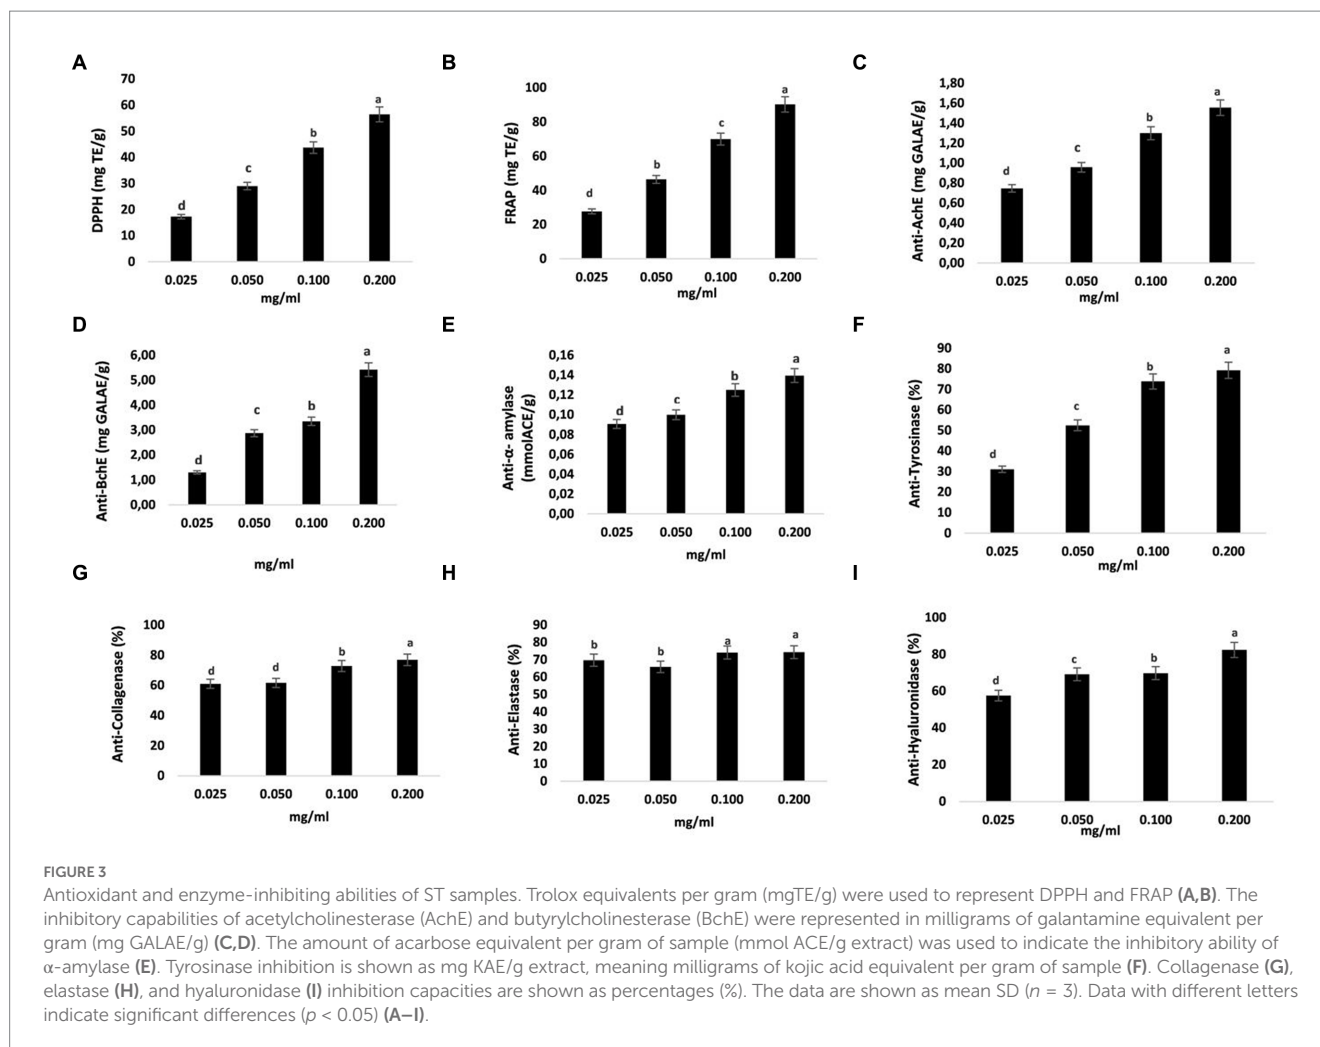 A
DPPH (mg TE/g)
70
60
50
40
30
20
10
0
d
c
b
a
0.025 0.050 0.100 0.200
mg/ml
B
FRAP (mg TE/g)
100
80
60
40
20
0
d
b
c
a
0.025 0.050 0.100 0.200
mg/ml
C
Anti-AchE (mg GALAE/g)
1,80
1,60
1,40
1,20
1,00
0,80
0,60
0,40
0,20
0,00
d
c
b
a
0.025 0.050 0.100 0.200
mg/ml
D
Anti-BchE (mg GALAE/g)
6,00
5,00
4,00
3,00
2,00
1,00
0,00
d
c
b
a
0.025 0.050 0.100 0.200
mg/ml
E
Anti-α- amylase
(mmolACE/g)
0,16
0,14
0,12
0,10
0,08
0,06
0,04
0,02
0,00
d
c
b
a
0.025 0.050 0.100 0.200
mg/ml
F
Anti-Tyrosinase (%)
90
80
70
60
50
40
30
20
10
0
d
c
b
a
0.025 0.050 0.100 0.200
mg/ml
G
Anti-Collagenase (%)
100
80
60
40
20
0
d
d
b
a
0.025 0.050 0.100 0.200
mg/ml
H
Anti-Elastase (%)
90
80
70
60
50
40
30
20
10
0
b
b
a
a
0.025 0.050 0.100 0.200
mg/ml
I
Anti-Hyaluronidase (%)
100
80
60
40
20
0
d
c
b
a
0.025 0.050 0.100 0.200
mg/ml
FIGURE 3
Antioxidant and enzyme-inhibiting abilities of ST samples. Trolox equivalents per gram (mgTE/g) were used to represent DPPH and FRAP (A,B). The
inhibitory capabilities of acetylcholinesterase (AchE) and butyrylcholinesterase (BchE) were represented in milligrams of galantamine equivalent per
gram (mg GALAE/g) (C,D). The amount of acarbose equivalent per gram of sample (mmol ACE/g extract) was used to indicate the inhibitory ability of
α-amylase (E). Tyrosinase inhibition is shown as mg KAE/g extract, meaning milligrams of kojic acid equivalent per gram of sample (F). Collagenase (G),
elastase (H), and hyaluronidase (I) inhibition capacities are shown as percentages (%). The data are shown as mean SD (n = 3). Data with different letters
indicate significant differences (p < 0.05) (A–I).